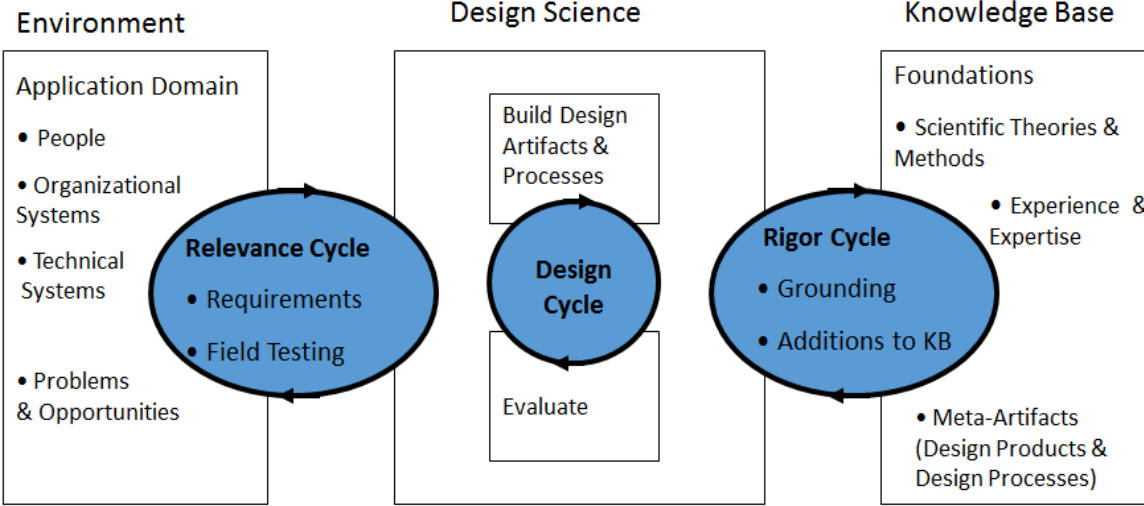 Environment
Design Science
Knowledge Base
Application Domain
• People
• Organizational
Systems
• Technical
Systems
• Problems
& Opportunities
Relevance Cycle
• Requirements
• Field Testing
Build Design
Artifacts &
Processes
Design
Cycle
Evaluate
Rigor Cycle
• Grounding
• Additions to KB
Foundations
• Scientific Theories &
Methods
• Experience &
Expertise
• Meta-Artifacts
(Design Products &
Design Processes)